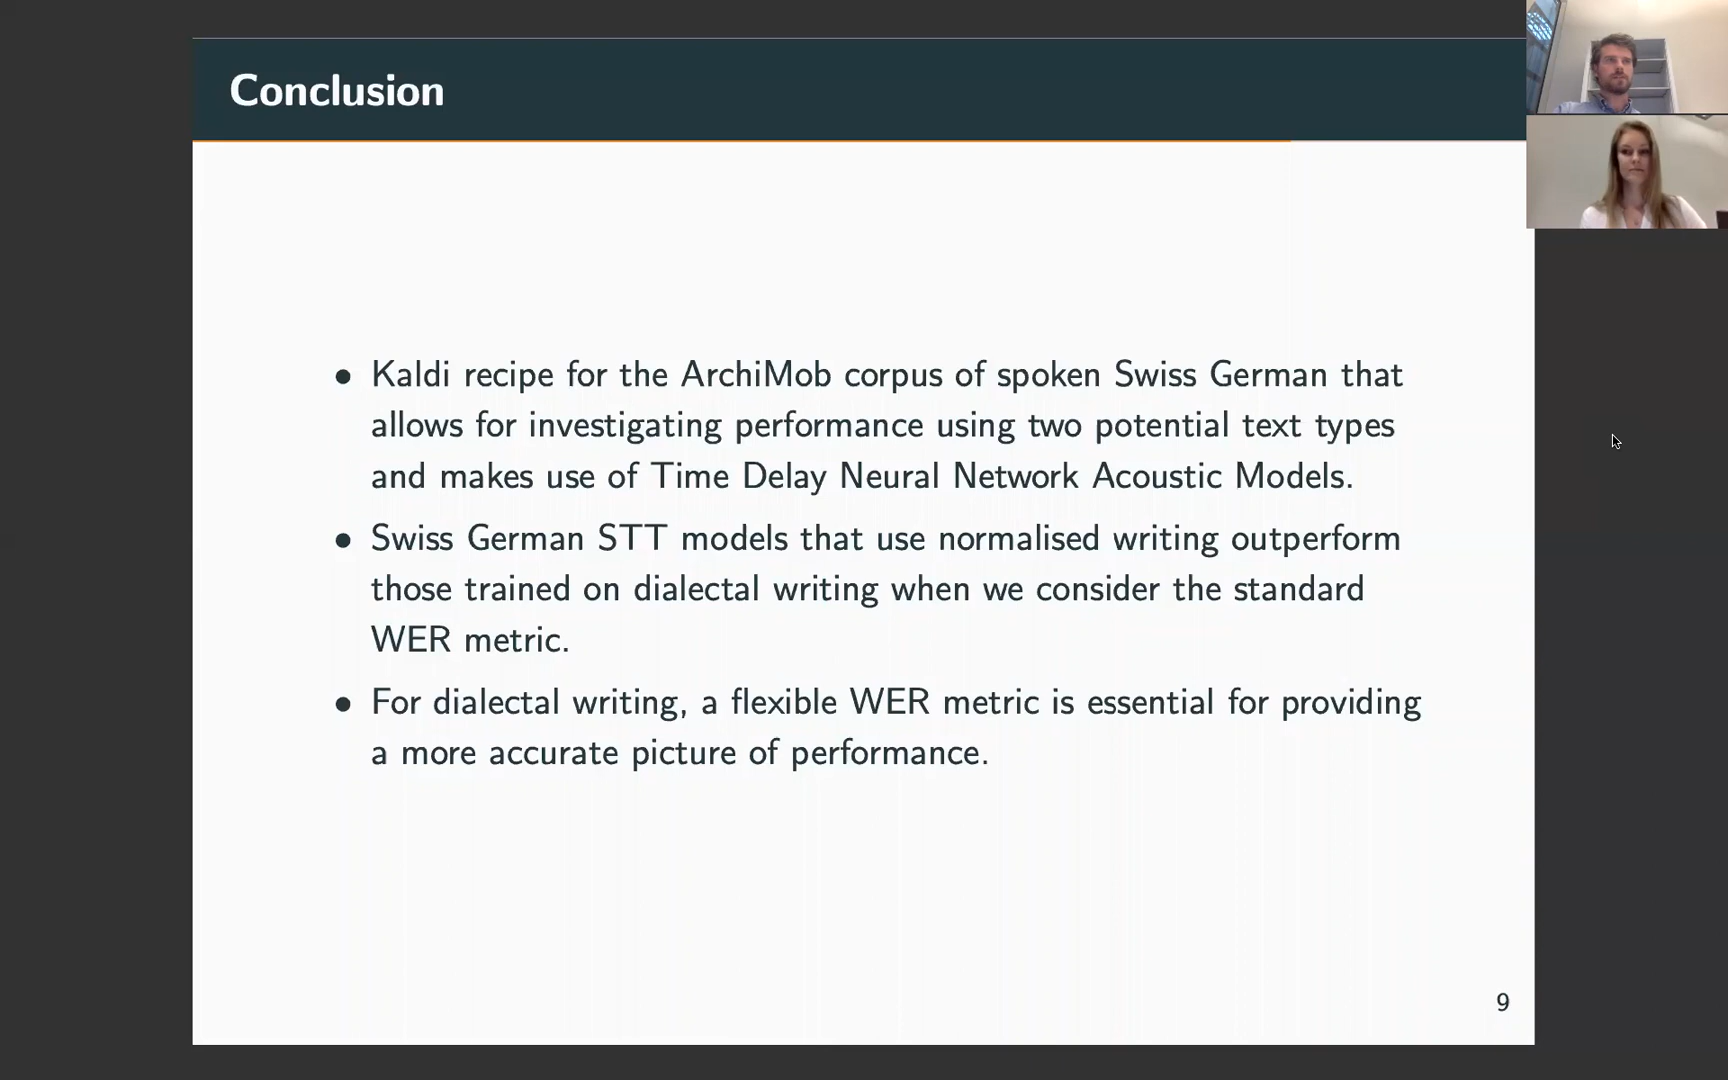 Conclusion
• Kaldi recipe for the ArchiMob corpus of spoken Swiss German that
allows for investigating performance using two potential text types
and makes use of Time Delay Neural Network Acoustic Models.
• Swiss German STT models that use normalised writing outperform
those trained on dialectal writing when we consider the standard
WER metric.
• For dialectal writing, a flexible WER metric is essential for providing
a more accurate picture of performance.
9